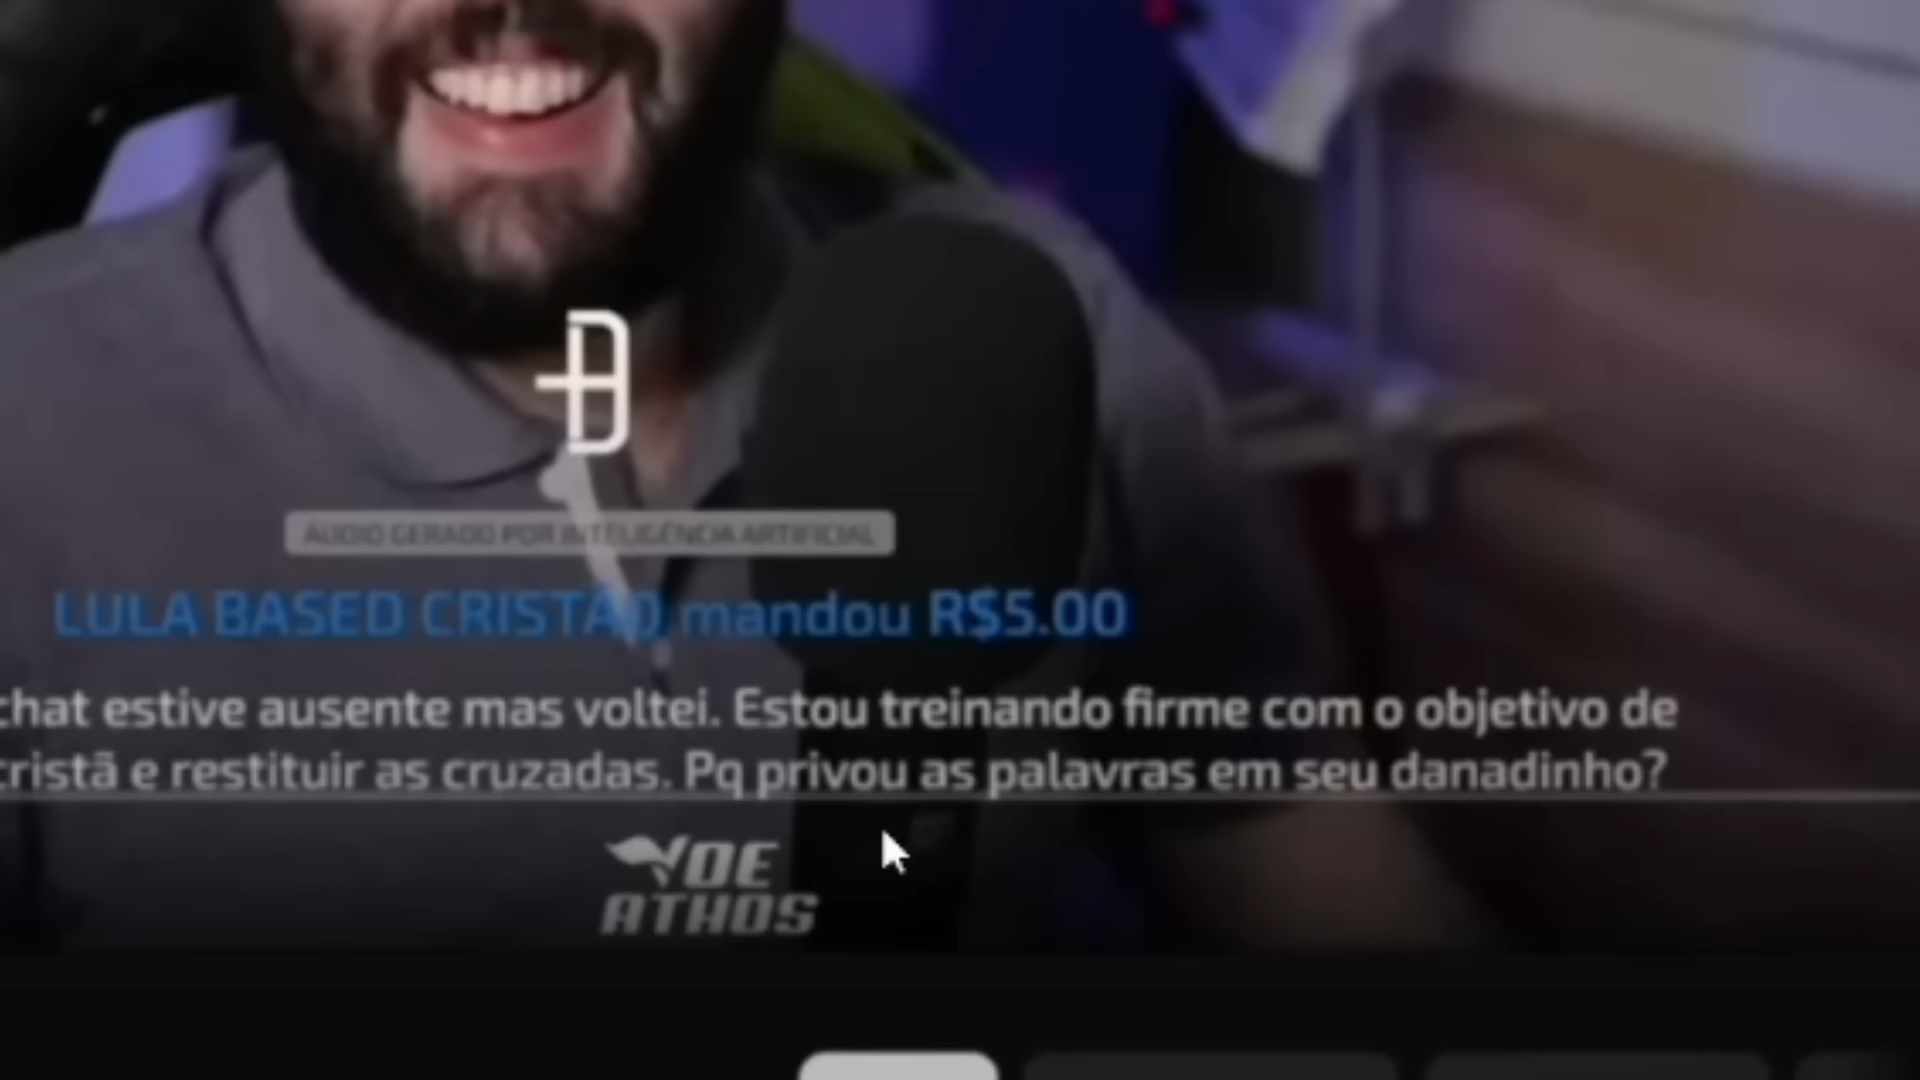 ÁUDIO GERADO POR INTELIGÊNCIA ARTIFICIAL
LULA BASED CRISTÃO mandou R$5.00
chat estive ausente mas voltei. Estou treinando firme com o objetivo de
cristã e restituir as cruzadas. Pq privou as palavras em seu danadinho?
YOE
ATHOS